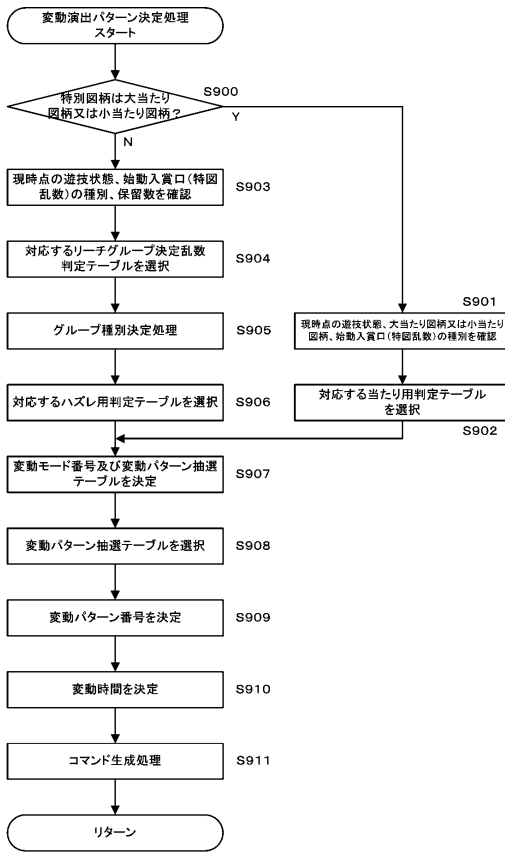 変動演出パターン決定処理
スタート
S900
特別図柄は大当たり
図柄又は小当たり図柄?
Y
N
現時点の遊技状態、始動入賞口(特図
乱数)の種別、保留数を確認
S903
対応するリーチグループ決定乱数
判定テーブルを選択
S904
S901
現時点の遊技状態、大当たり図柄又は小当たり
図柄、始動入賞口(特図乱数)の種別を確認
グループ種別決定処理
S905
対応するハズレ用判定テーブルを選択
S906
対応する当たり用判定テーブル
を選択
S902
変動モード番号及び変動パターン抽選
テーブルを決定
S907
変動パターン抽選テーブルを選択
S908
変動パターン番号を決定
S909
変動時間を決定
S910
コマンド生成処理
S911
リターン